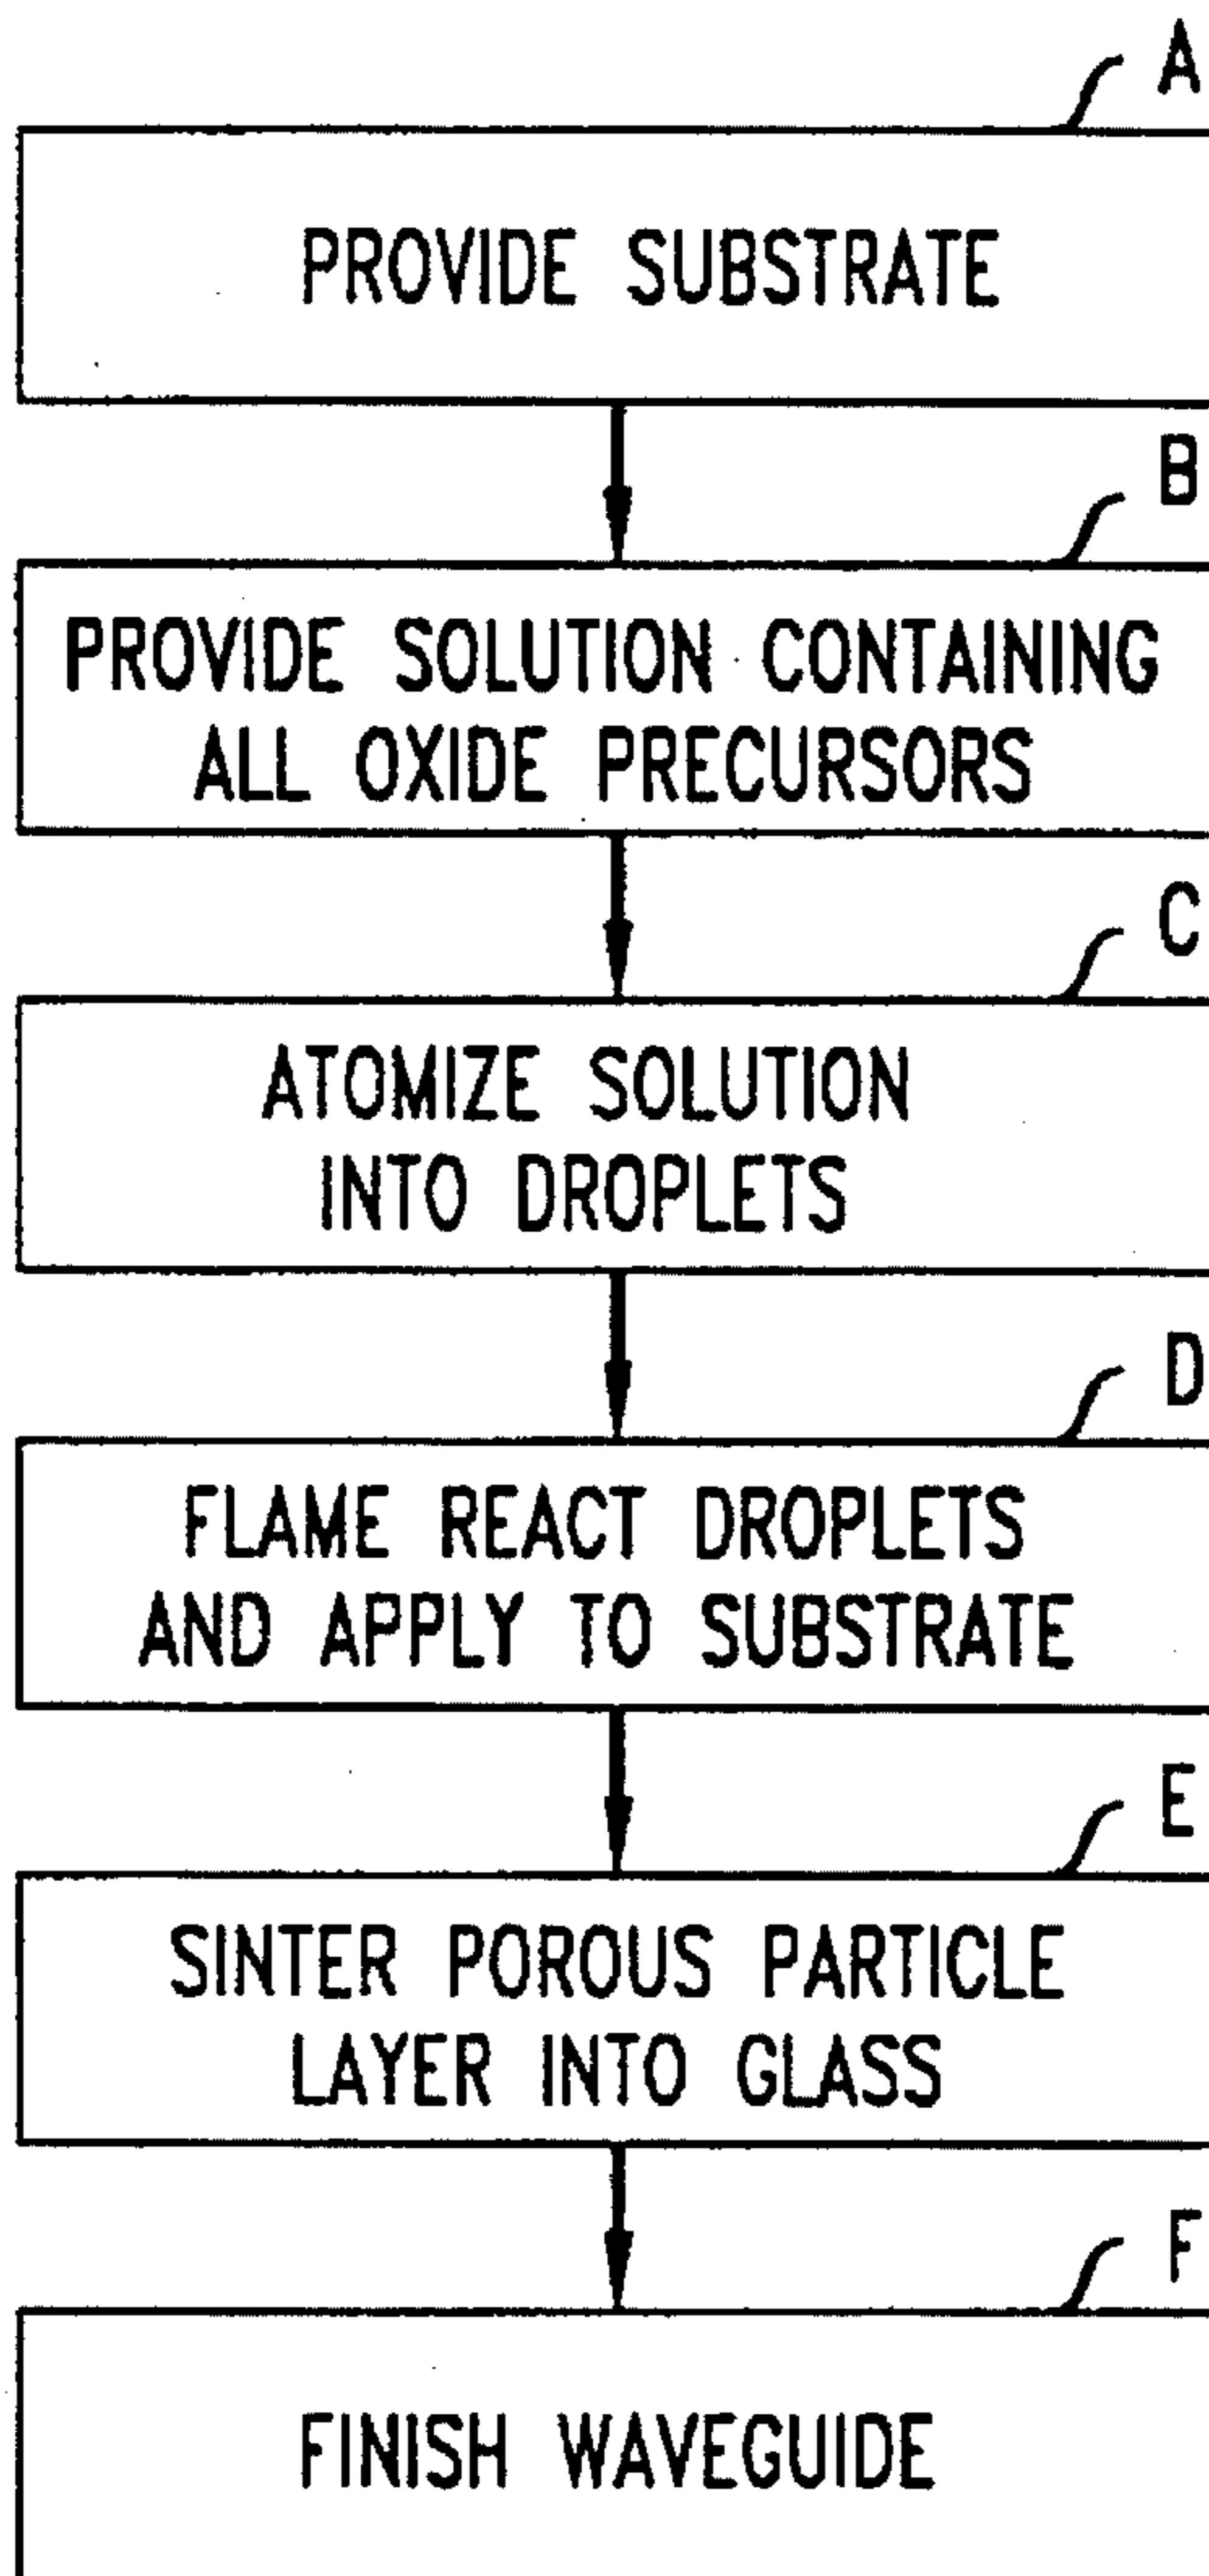 A
PROVIDE SUBSTRATE
B
PROVIDE SOLUTION CONTAINING
ALL OXIDE PRECURSORS
C
ATOMIZE SOLUTION
INTO DROPLETS
D
FLAME REACT DROPLETS
AND APPLY TO SUBSTRATE
E
SINTER POROUS PARTICLE
LAYER INTO GLASS
F
FINISH WAVEGUIDE